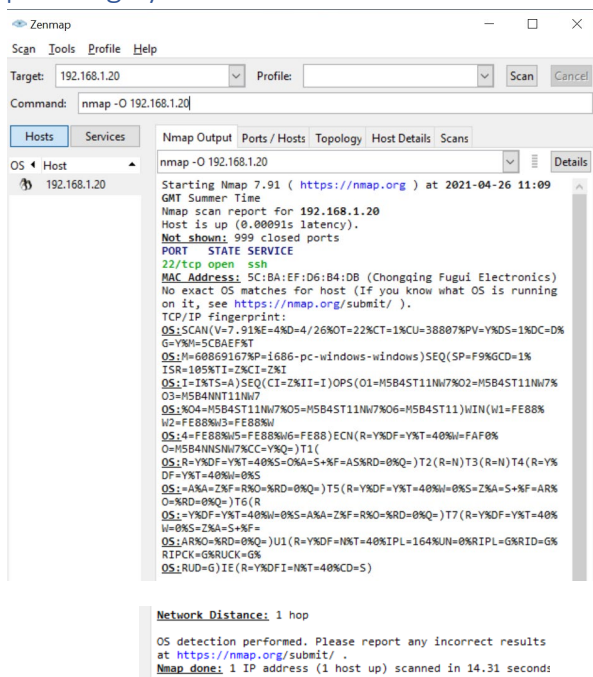 Zenmap
Scan Tools Profile Help
Target: 192.168.1.20 Profile: Scan Cancel
Command: nmap -O 192.168.1.20
Hosts Services Nmap Output Ports / Hosts Topology Host Details Scans
OS Host
192.168.1.20
nmap -O 192.168.1.20 Details
Starting Nmap 7.91 ( https://nmap.org ) at 2021-04-26 11:09
GMT Summer Time
Nmap scan report for 192.168.1.20
Host is up (0.00091s latency).
Not shown: 999 closed ports
PORT STATE SERVICE
22/tcp open ssh
MAC Address: 5C:BA:EF:D6:B4:DB (Chongqing Fugui Electronics)
No exact OS matches for host (If you know what OS is running
on it, see https://nmap.org/submit/ ).
TCP/IP fingerprint:
OS:SCAN(V=7.91%E=4%D=4/26%OT=22%CT=1%CU=38807%PV=Y%DS=1%DC=D%
G=Y%M=5CBAEF%T
OS:M=60869167%P=i686-pc-windows-windows)SEQ(SP=F9%GCD=1%
ISR=105%TI=Z%CI=Z%I
OS:I=I%TS=A)SEQ(CI=Z%II=I)OPS(O1=M5B4ST11NW7%O2=M5B4ST11NW7%
O3=M5B4NNT11NW7
OS:%O4=M5B4ST11NW7%O5=M5B4ST11NW7%O6=M5B4ST11)WIN(W1=FE88%
W2=FE88%W3=FE88%W
OS:4=FE88%W5=FE88%W6=FE88)ECN(R=Y%DF=Y%T=40%W=FAF0%
O=M5B4NNSNW7%CC=Y%Q=)T1(
OS:R=Y%DF=Y%T=40%S=O%A=S+%F=AS%RD=0%Q=)T2(R=N)T3(R=N)T4(R=Y%
DF=Y%T=40%W=0%S
OS:=A%A=Z%F=R%O=%RD=0%Q=)T5(R=Y%DF=Y%T=40%W=0%S=Z%A=S+%F=AR%
O=%RD=0%Q=)T6(R
OS:=Y%DF=Y%T=40%W=0%S=A%A=Z%F=R%O=%RD=0%Q=)T7(R=Y%DF=Y%T=40%
W=0%S=Z%A=S+%F=
OS:AR%O=%RD=0%Q=)U1(R=Y%DF=N%T=40%IPL=164%UN=0%RIPL=G%RID=G%
RIPCK=G%RUCK=G%
OS:RUD=G)IE(R=Y%DFI=N%T=40%CD=S)
Network Distance: 1 hop
OS detection performed. Please report any incorrect results
at https://nmap.org/submit/ .
Nmap done: 1 IP address (1 host up) scanned in 14.31 seconds